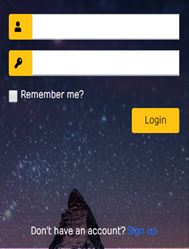 Remember me?
Login
Don't have an account? Sign up